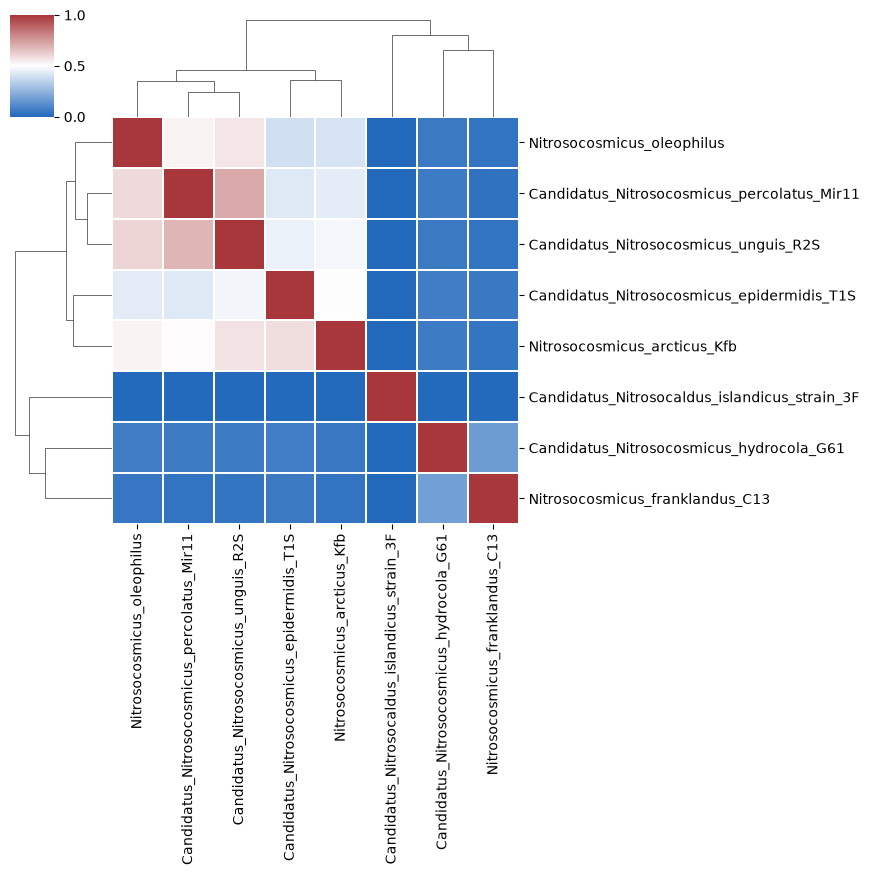 1.0
0.5
0.0
Nitrosocosmicus_oleophilus
Candidatus_Nitrosocosmicus_percolatus_Mir11
Candidatus_Nitrosocosmicus_unguis_R2S
Candidatus_Nitrosocosmicus_epidermidis_T1S
Nitrosocosmicus_arcticus_Kfb
Candidatus_Nitrosocaldus_islandicus_strain_3F
Candidatus_Nitrosocosmicus_hydrocola_G61
Nitrosocosmicus_franklandus_C13
Nitrosocosmicus_oleophilus
Candidatus_Nitrosocosmicus_percolatus_Mir11
Candidatus_Nitrosocosmicus_unguis_R2S
Candidatus_Nitrosocosmicus_epidermidis_T1S
Nitrosocosmicus_arcticus_Kfb
Candidatus_Nitrosocaldus_islandicus_strain_3F
Candidatus_Nitrosocosmicus_hydrocola_G61
Nitrosocosmicus_franklandus_C13